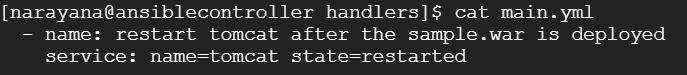 [narayana@ansiblecontroller handlers]$ cat main.yml
- name: restart tomcat after the sample.war is deployed
service: name=tomcat state=restarted